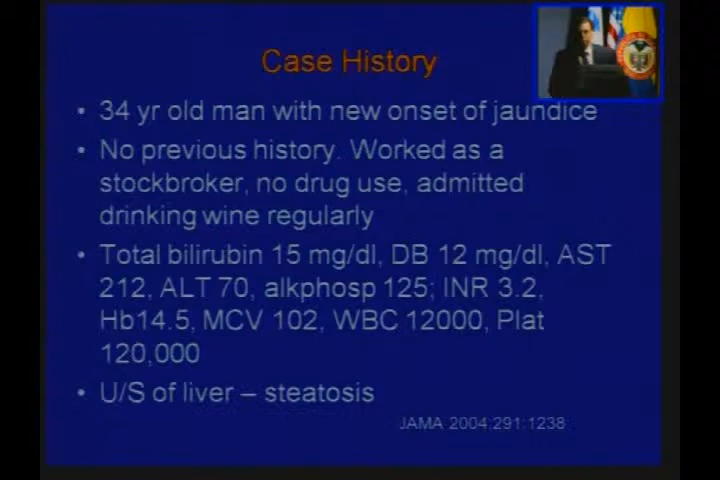 Case History
• 34 yr old man with new onset of jaundice
• No previous history. Worked as a
stockbroker, no drug use, admitted
drinking wine regularly
• Total bilirubin 15 mg/dl, DB 12 mg/dl, AST
212, ALT 70, alkphosp 125; INR 3.2,
Hb14.5, MCV 102, WBC 12000, Plat
120,000
• U/S of liver – steatosis
JAMA 2004;291:1238